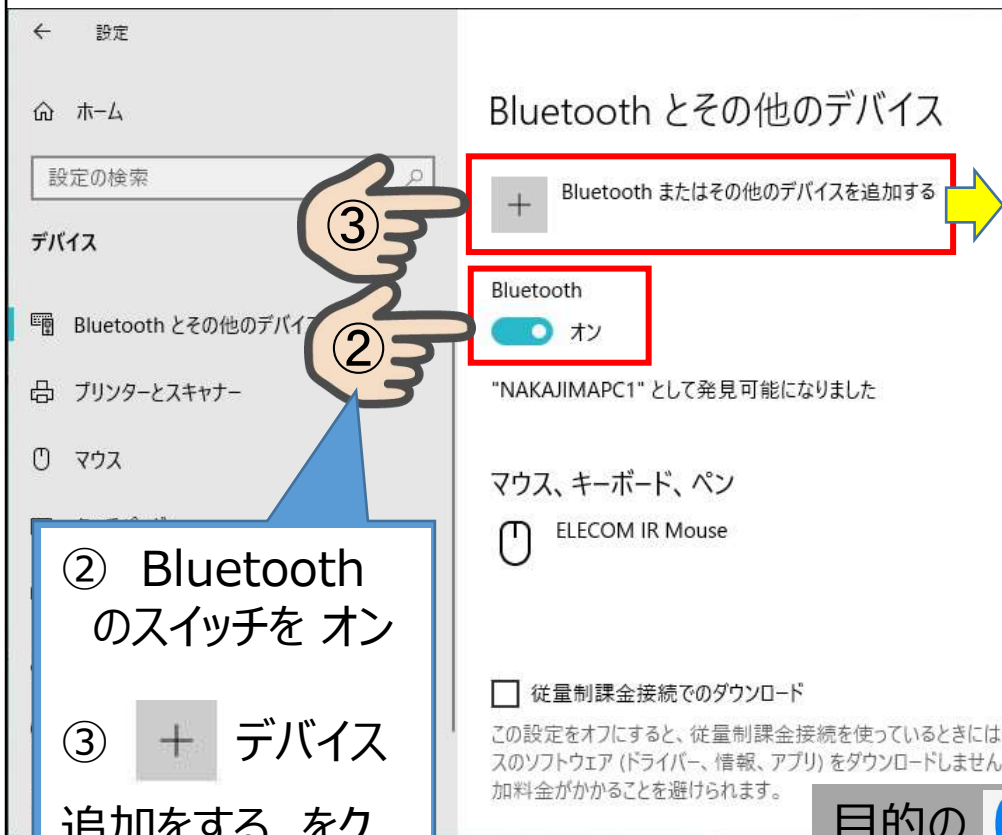 設定
ホーム
設定の検索
デバイス
Bluetooth とその他のデバイ
プリンターとスキャナー
マウス
Bluetooth とその他のデバイス
③
Bluetooth またはその他のデバイスを追加する
②
Bluetooth
オン
"NAKAJIMAPC1" として発見可能になりました
マウス、キーボード、ペン
ELECOM IR Mouse
従量制課金接続でのダウンロード
この設定をオフにすると、従量制課金接続を使っているときには
スのソフトウェア (ドライバー、情報、アプリ) をダウンロードしません
加料金がかかることを避けられます。
② Bluetooth
のスイッチを オン
③ + デバイス
追加をする をク
目的の